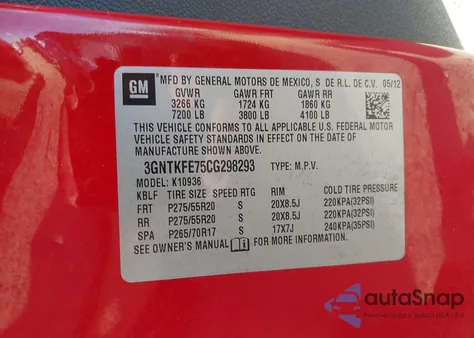 GM
MFD BY GENERAL MOTORS DE MEXICO, S DE R.L. DE C.V. 05/12
GVWR GAWR FRT GAWR RR
3266 KG 1724 KG 1860 KG
7200 LB 3800 LB 4100 LB
THIS VEHICLE CONFORMS TO ALL APPLICABLE U.S. FEDERAL MOTOR
VEHICLE SAFETY AND THEFT PREVENTION STANDARDS IN
EFFECT ON THE DATE OF MANUFACTURE SHOWN ABOVE.
3GNTKFE75CG298293 TYPE: M.P.V.
MODEL: K10936
KBLF TIRE SIZE SPEED RTG RIM COLD TIRE PRESSURE
FRT P275/55R20 S 20X8.5J 220KPA(32PSI)
RR P275/55R20 S 20X8.5J 220KPA(32PSI)
SPA P265/70R17 S 17X7J 240KPA(35PSI)
SEE OWNER'S MANUAL FOR MORE INFORMATION.
autoSnap